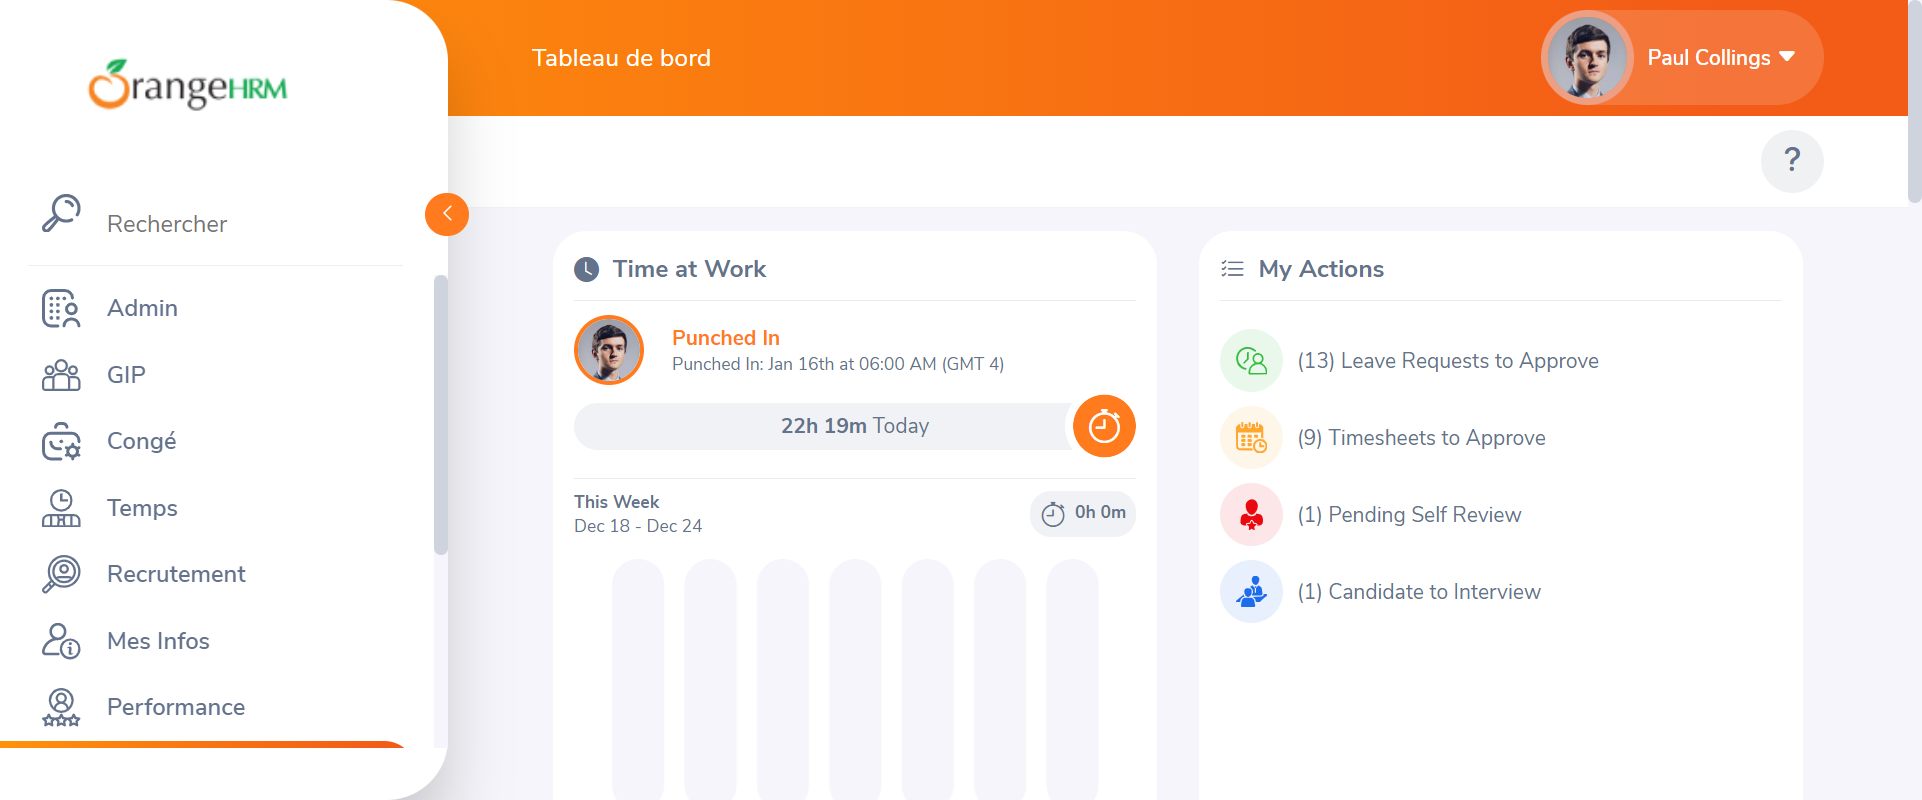 OrangeHRM
Rechercher
Admin
GIP
Congé
Temps
Recrutement
Mes Infos
Performance
Tableau de bord
Paul Collings
?
Time at Work
Punched In
Punched In: Jan 16th at 06:00 AM (GMT 4)
22h 19m Today
This Week
Dec 18 - Dec 24
0h 0m
My Actions
(13) Leave Requests to Approve
(9) Timesheets to Approve
(1) Pending Self Review
(1) Candidate to Interview